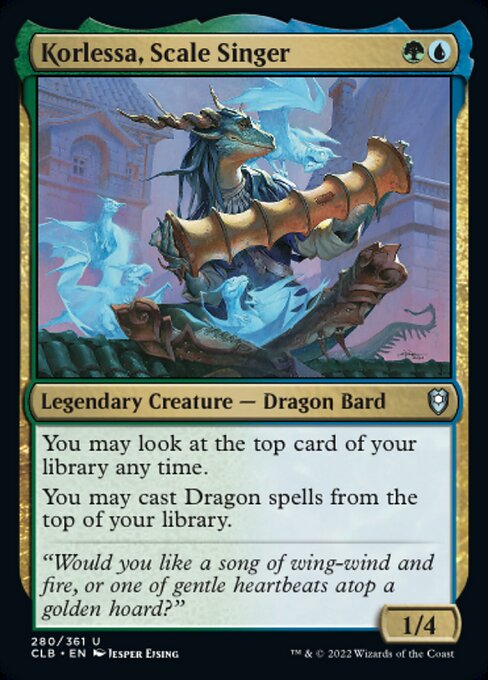 Korlessa, Scale Singer
Legendary Creature — Dragon Bard
You may look at the top card of your
library any time.
You may cast Dragon spells from the
top of your library.
“Would you like a song of wing-wind and
fire, or one of gentle heartbeats atop a
golden hoard?”
1/4
280/361 U
CLB • EN Jesper Ejsing
™ & © 2022 Wizards of the Coast